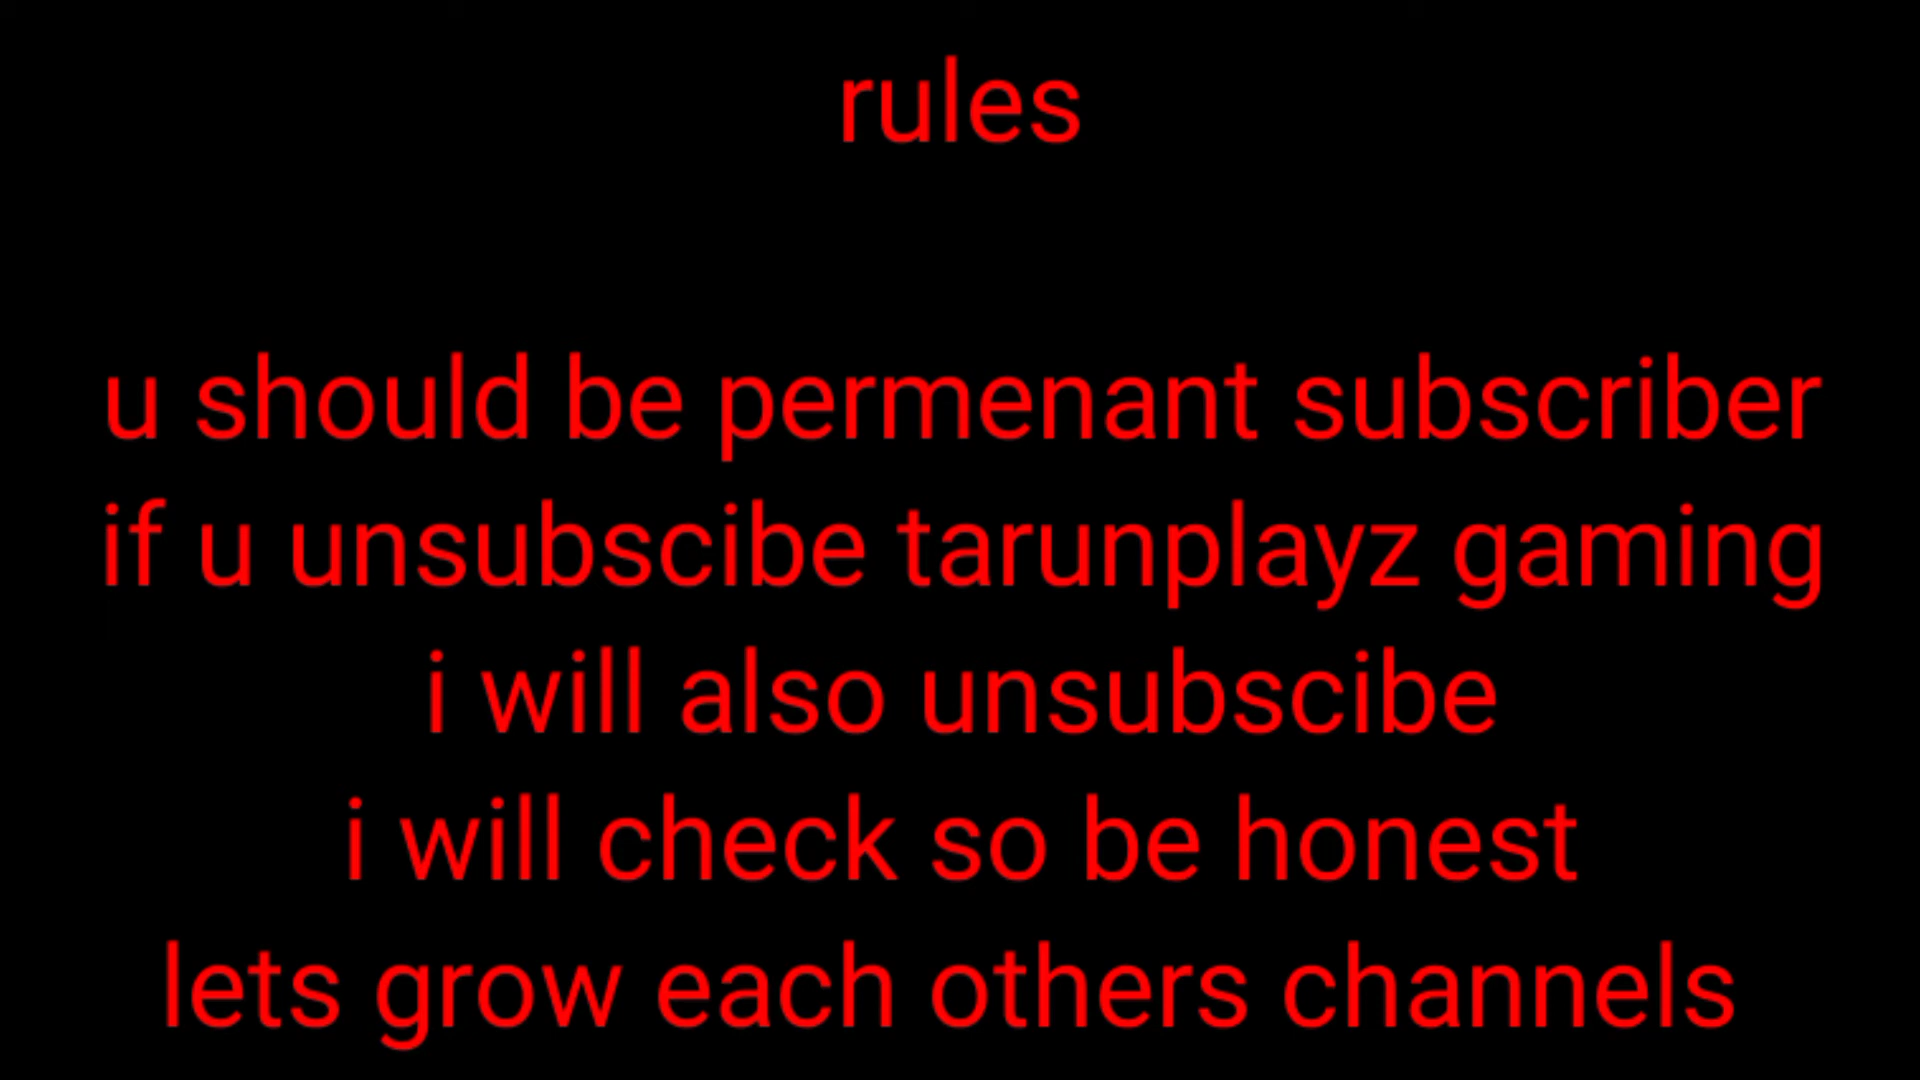 rules
u should be permenant subscriber
if u unsubscibe tarunplayz gaming
i will also unsubscibe
i will check so be honest
lets grow each others channels